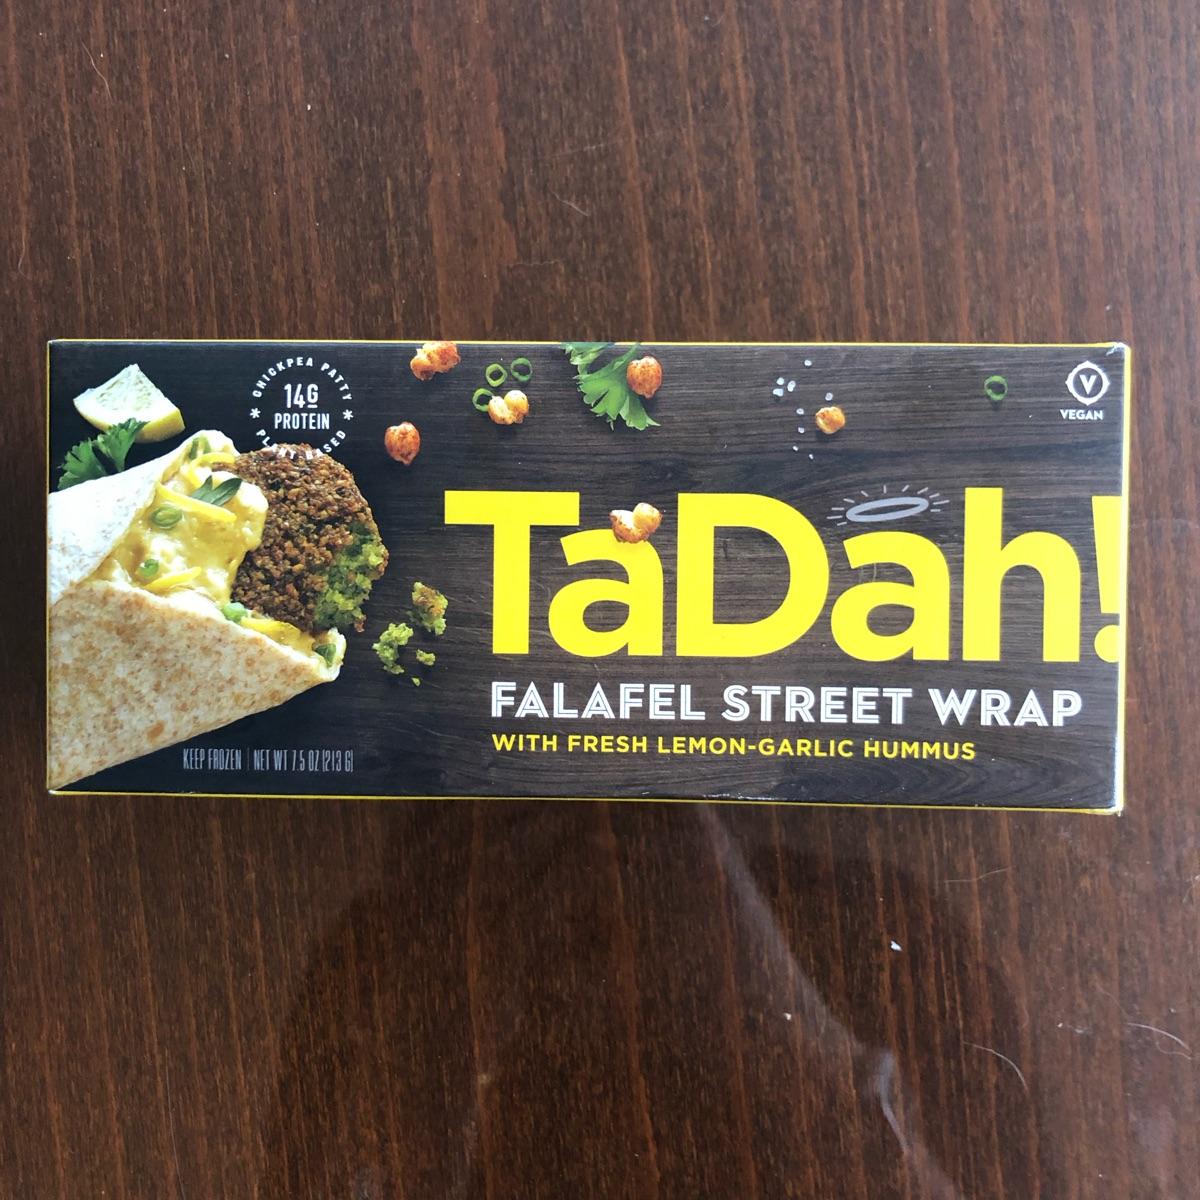 CHICKPEA PATTY
14G
PROTEIN
PLANT BASED
V
VEGAN
TaDah!
FALAFEL STREET WRAP
WITH FRESH LEMON-GARLIC HUMMUS
KEEP FROZEN | NET WT 7.5 OZ (213 G)